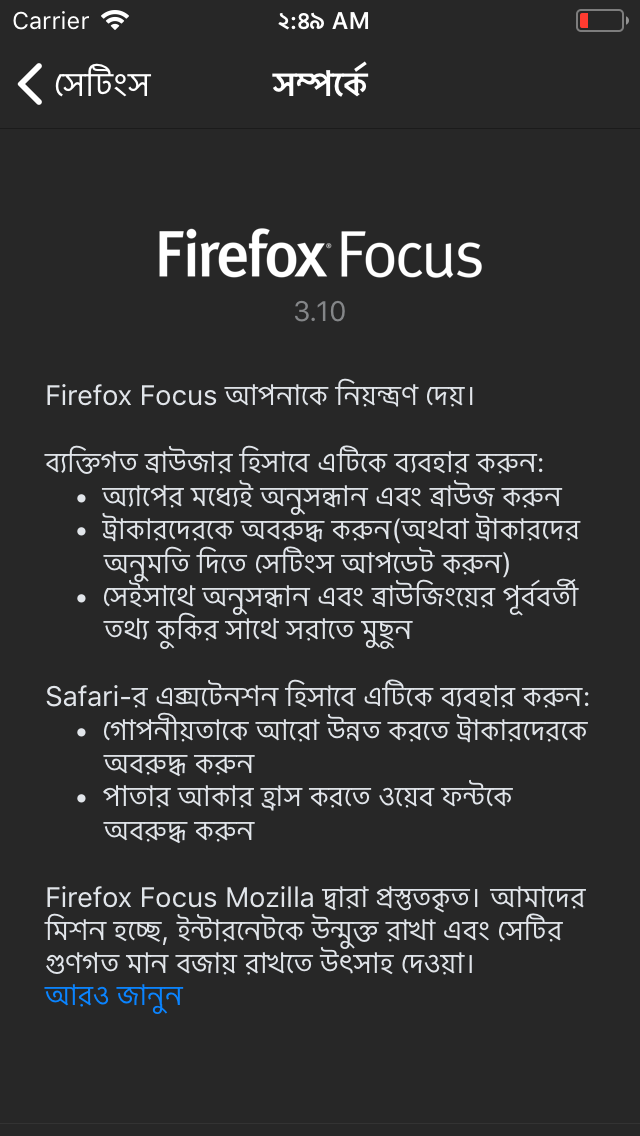 Carrier ২:৪৯ AM
সেটিংস সম্পর্কে
Firefox Focus
3.10
Firefox Focus আপনাকে নিয়ন্ত্রণ দেয়।
ব্যক্তিগত ব্রাউজার হিসাবে এটিকে ব্যবহার করুন:
• অ্যাপের মধ্যেই অনুসন্ধান এবং ব্রাউজ করুন
• ট্রাকারদেরকে অবরুদ্ধ করুন(অথবা ট্রাকারদের
অনুমতি দিতে সেটিংস আপডেট করুন)
• সেইসাথে অনুসন্ধান এবং ব্রাউজিংয়ের পূর্ববর্তী
তথ্য কুকির সাথে সরাতে মুছুন
Safari-র এক্সটেনশন হিসাবে এটিকে ব্যবহার করুন:
• গোপনীয়তাকে আরো উন্নত করতে ট্রাকারদেরকে
অবরুদ্ধ করুন
• পাতার আকার হ্রাস করতে ওয়েব ফন্টকে
অবরুদ্ধ করুন
Firefox Focus Mozilla দ্বারা প্রস্তুতকৃত। আমাদের
মিশন হচ্ছে, ইন্টারনেটকে উন্মুক্ত রাখা এবং সেটির
গুণগত মান বজায় রাখতে উৎসাহ দেওয়া।
আরও জানুন